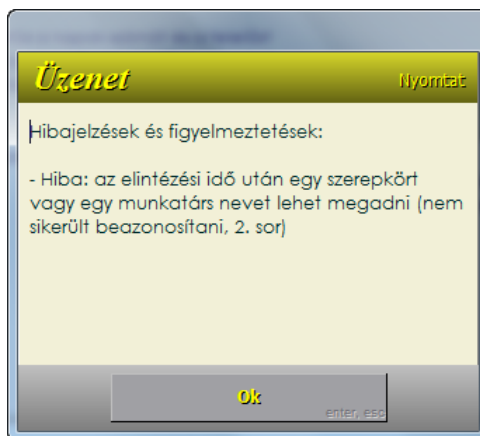 Üzenet
Nyomtat
Hibajelzések és figyelmeztetések:
- Hiba: az elintézési idő után egy szerepkört
vagy egy munkatárs nevet lehet megadni (nem
sikerült beazonosítani, 2. sor)
Ok
enter, esc